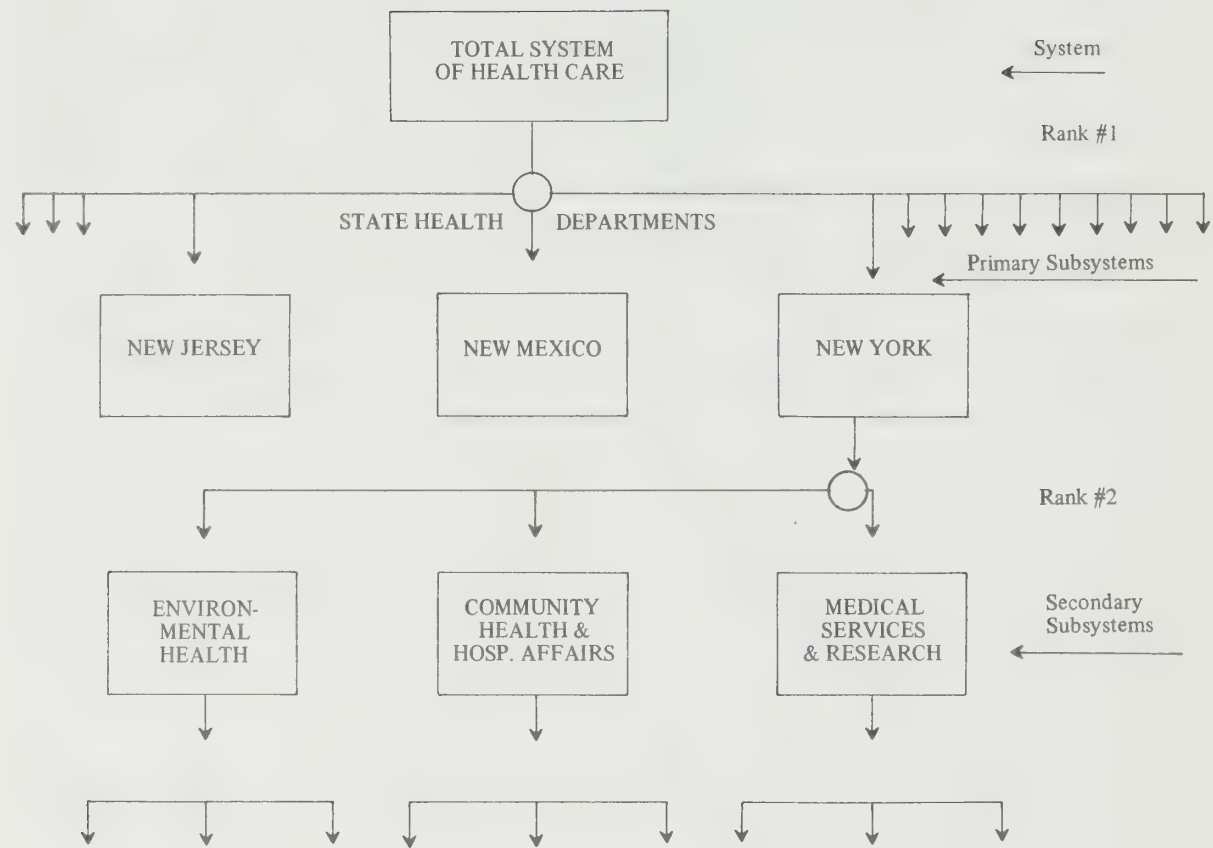 TOTAL SYSTEM
OF HEALTH CARE
System
Rank #1
STATE HEALTH DEPARTMENTS
Primary Subsystems
NEW JERSEY
NEW MEXICO
NEW YORK
Rank #2
ENVIRON-
MENTAL
HEALTH
COMMUNITY
HEALTH &
HOSP. AFFAIRS
MEDICAL
SERVICES
& RESEARCH
Secondary
Subsystems